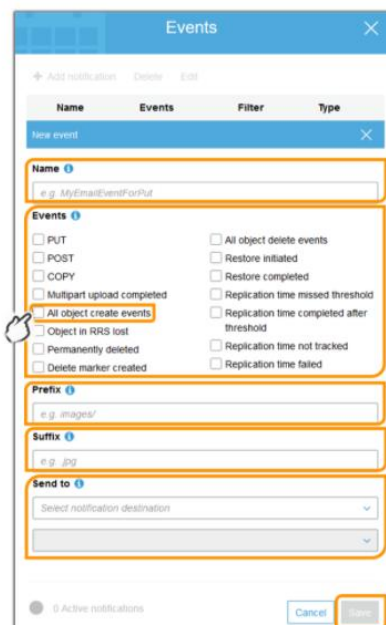 Events
Add notification Delete Edit
Name Events Filter Type
New event
Name
e.g. MyEmailEventForPut
Events
PUT
POST
COPY
Multipart upload completed
All object create events
Object in RRS lost
Permanently deleted
Delete marker created
All object delete events
Restore initiated
Restore completed
Replication time missed threshold
Replication time completed after
threshold
Replication time not tracked
Replication time failed
Prefix
e.g. images/
Suffix
e.g. .jpg
Send to
Select notification destination
0 Active notifications
Cancel Save